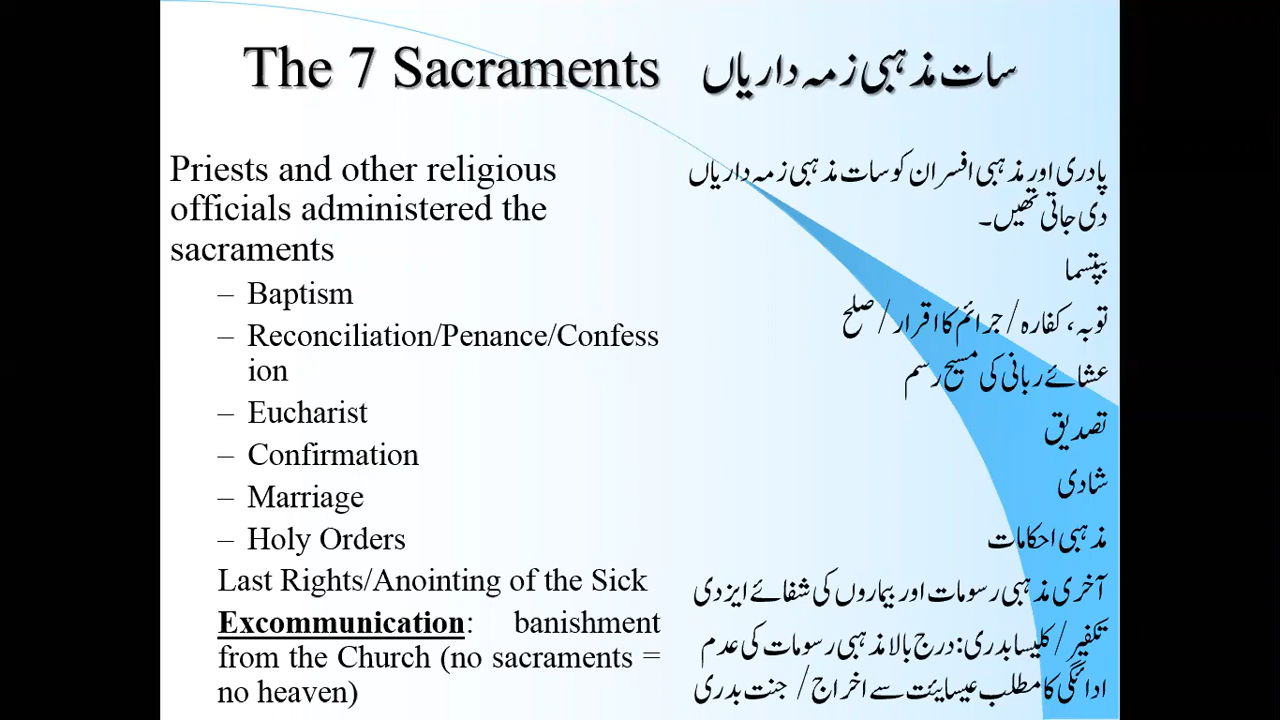 The 7 Sacraments سات مذہبی زمہ داریاں
Priests and other religious
officials administered the
sacraments
– Baptism
– Reconciliation/Penance/Confess
ion
– Eucharist
– Confirmation
– Marriage
– Holy Orders
Last Rights/Anointing of the Sick
Excommunication: banishment
from the Church (no sacraments =
no heaven)
پادری اور مذہبی افسران کو سات مذہبی زمہ داریاں
دی جاتی تھیں۔
بپتسما
توبہ، کفارہ / جرائم کا اقرار / صلح
عشائے ربانی کی مسیح رسم
تصدیق
شادی
مذہبی احکامات
آخری مذہبی رسومات اور بیماروں کی شفائے ایزدی
تکفیر / کلیسا بدری: درج بالا مذہبی رسومات کی عدم
ادائگی کا مطلب عیسایئت سے اخراج / جنت بدری